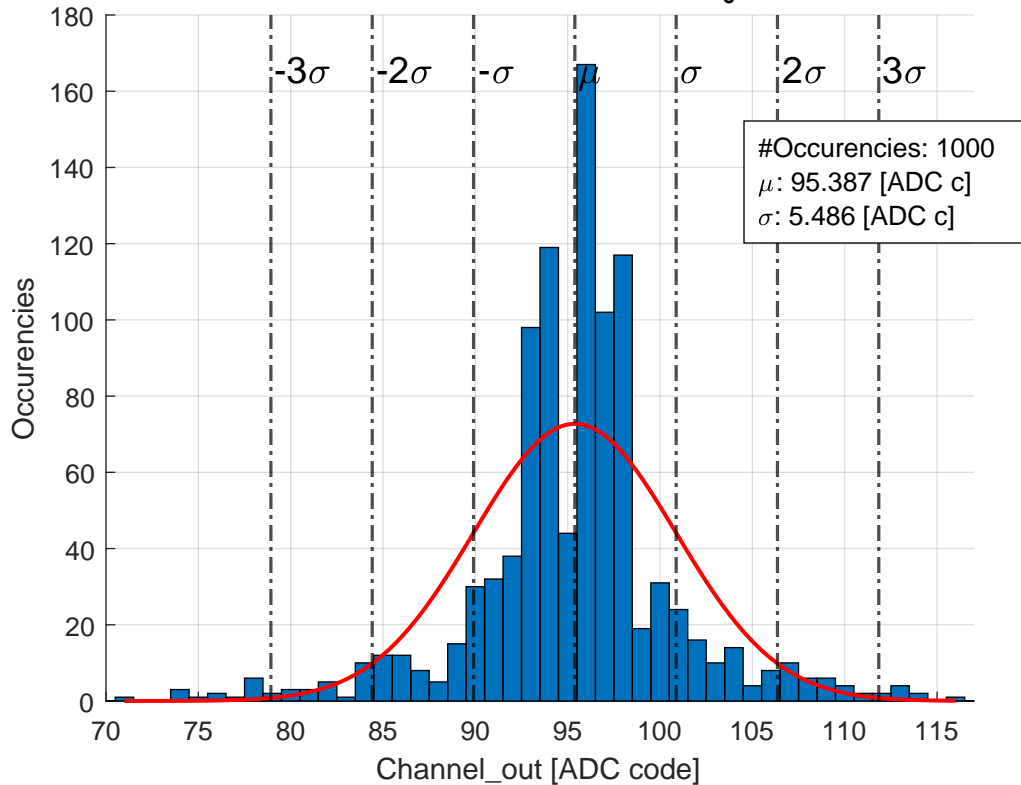 180
160
140
120
100
80
60
40
20
0
Occurencies
-3σ -2σ -σ μ σ 2σ 3σ
#Occurencies: 1000
μ: 95.387 [ADC c]
σ: 5.486 [ADC c]
70 75 80 85 90 95 100 105 110 115
Channel_out [ADC code]